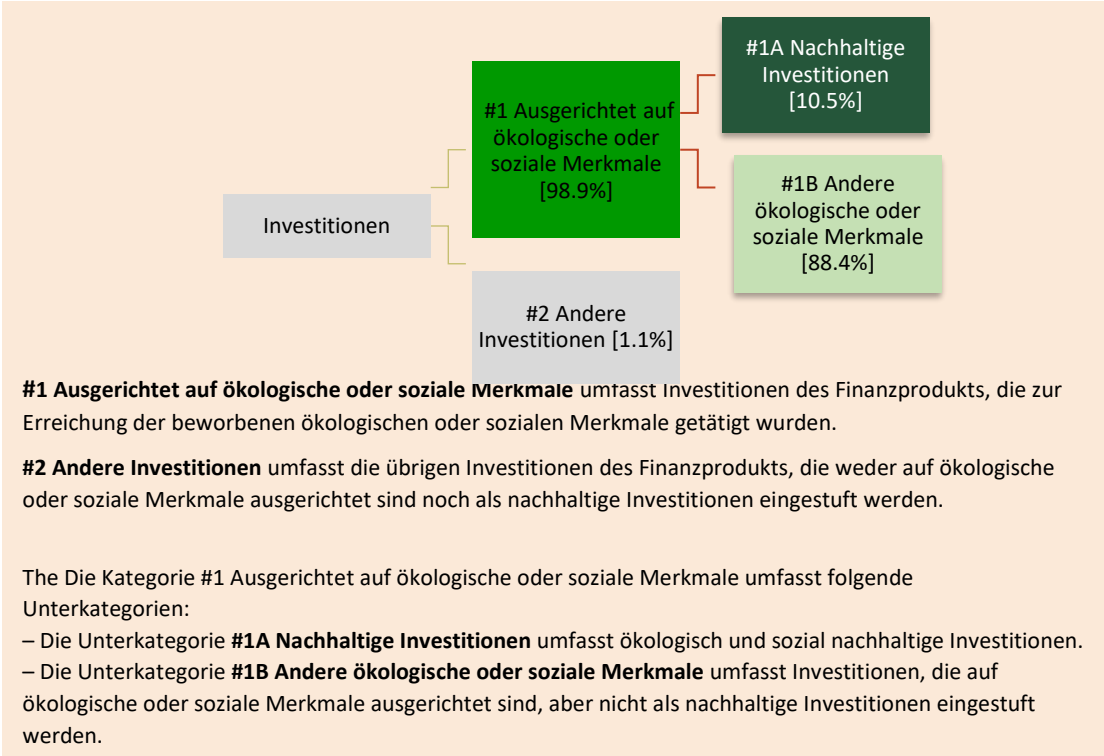 #1A Nachhaltige
Investitionen
[10.5%]
#1 Ausgerichtet auf
ökologische oder
soziale Merkmale
[98.9%]
#1B Andere
ökologische oder
soziale Merkmale
[88.4%]
Investitionen
#2 Andere
Investitionen [1.1%]
#1 Ausgerichtet auf ökologische oder soziale Merkmale umfasst Investitionen des Finanzprodukts, die zur
Erreichung der beworbenen ökologischen oder sozialen Merkmale getätigt wurden.
#2 Andere Investitionen umfasst die übrigen Investitionen des Finanzprodukts, die weder auf ökologische
oder soziale Merkmale ausgerichtet sind noch als nachhaltige Investitionen eingestuft werden.
The Die Kategorie #1 Ausgerichtet auf ökologische oder soziale Merkmale umfasst folgende
Unterkategorien:
– Die Unterkategorie #1A Nachhaltige Investitionen umfasst ökologisch und sozial nachhaltige Investitionen.
– Die Unterkategorie #1B Andere ökologische oder soziale Merkmale umfasst Investitionen, die auf
ökologische oder soziale Merkmale ausgerichtet sind, aber nicht als nachhaltige Investitionen eingestuft
werden.